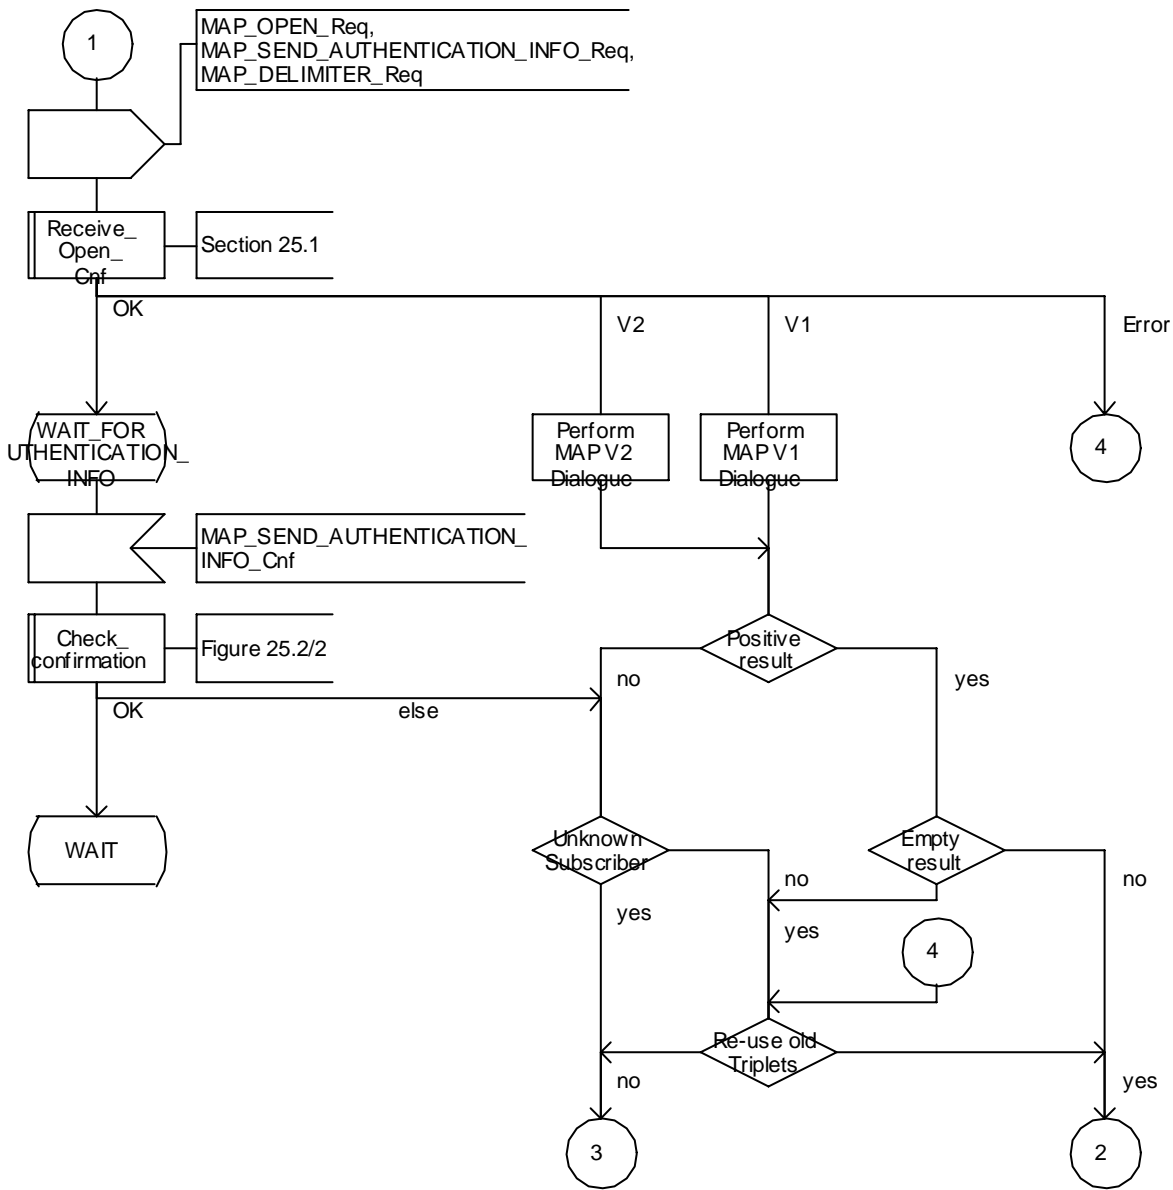 1
MAP_OPEN_Req,
MAP_SEND_AUTHENTICATION_INFO_Req,
MAP_DELIMITER_Req
Receive_
Open_
Cnf
Section 25.1
OK
V2
V1
Error
WAIT_FOR
UTHENTICATION_
INFO
Perform
MAP V2
Dialogue
Perform
MAP V1
Dialogue
4
MAP_SEND_AUTHENTICATION_
INFO_Cnf
Check_
confirmation
Figure 25.2/2
Positive
result
no
yes
OK
else
WAIT
Unknown
Subscriber
Empty
result
no
no
yes
yes
4
Re-use old
Triplets
no
yes
3
2